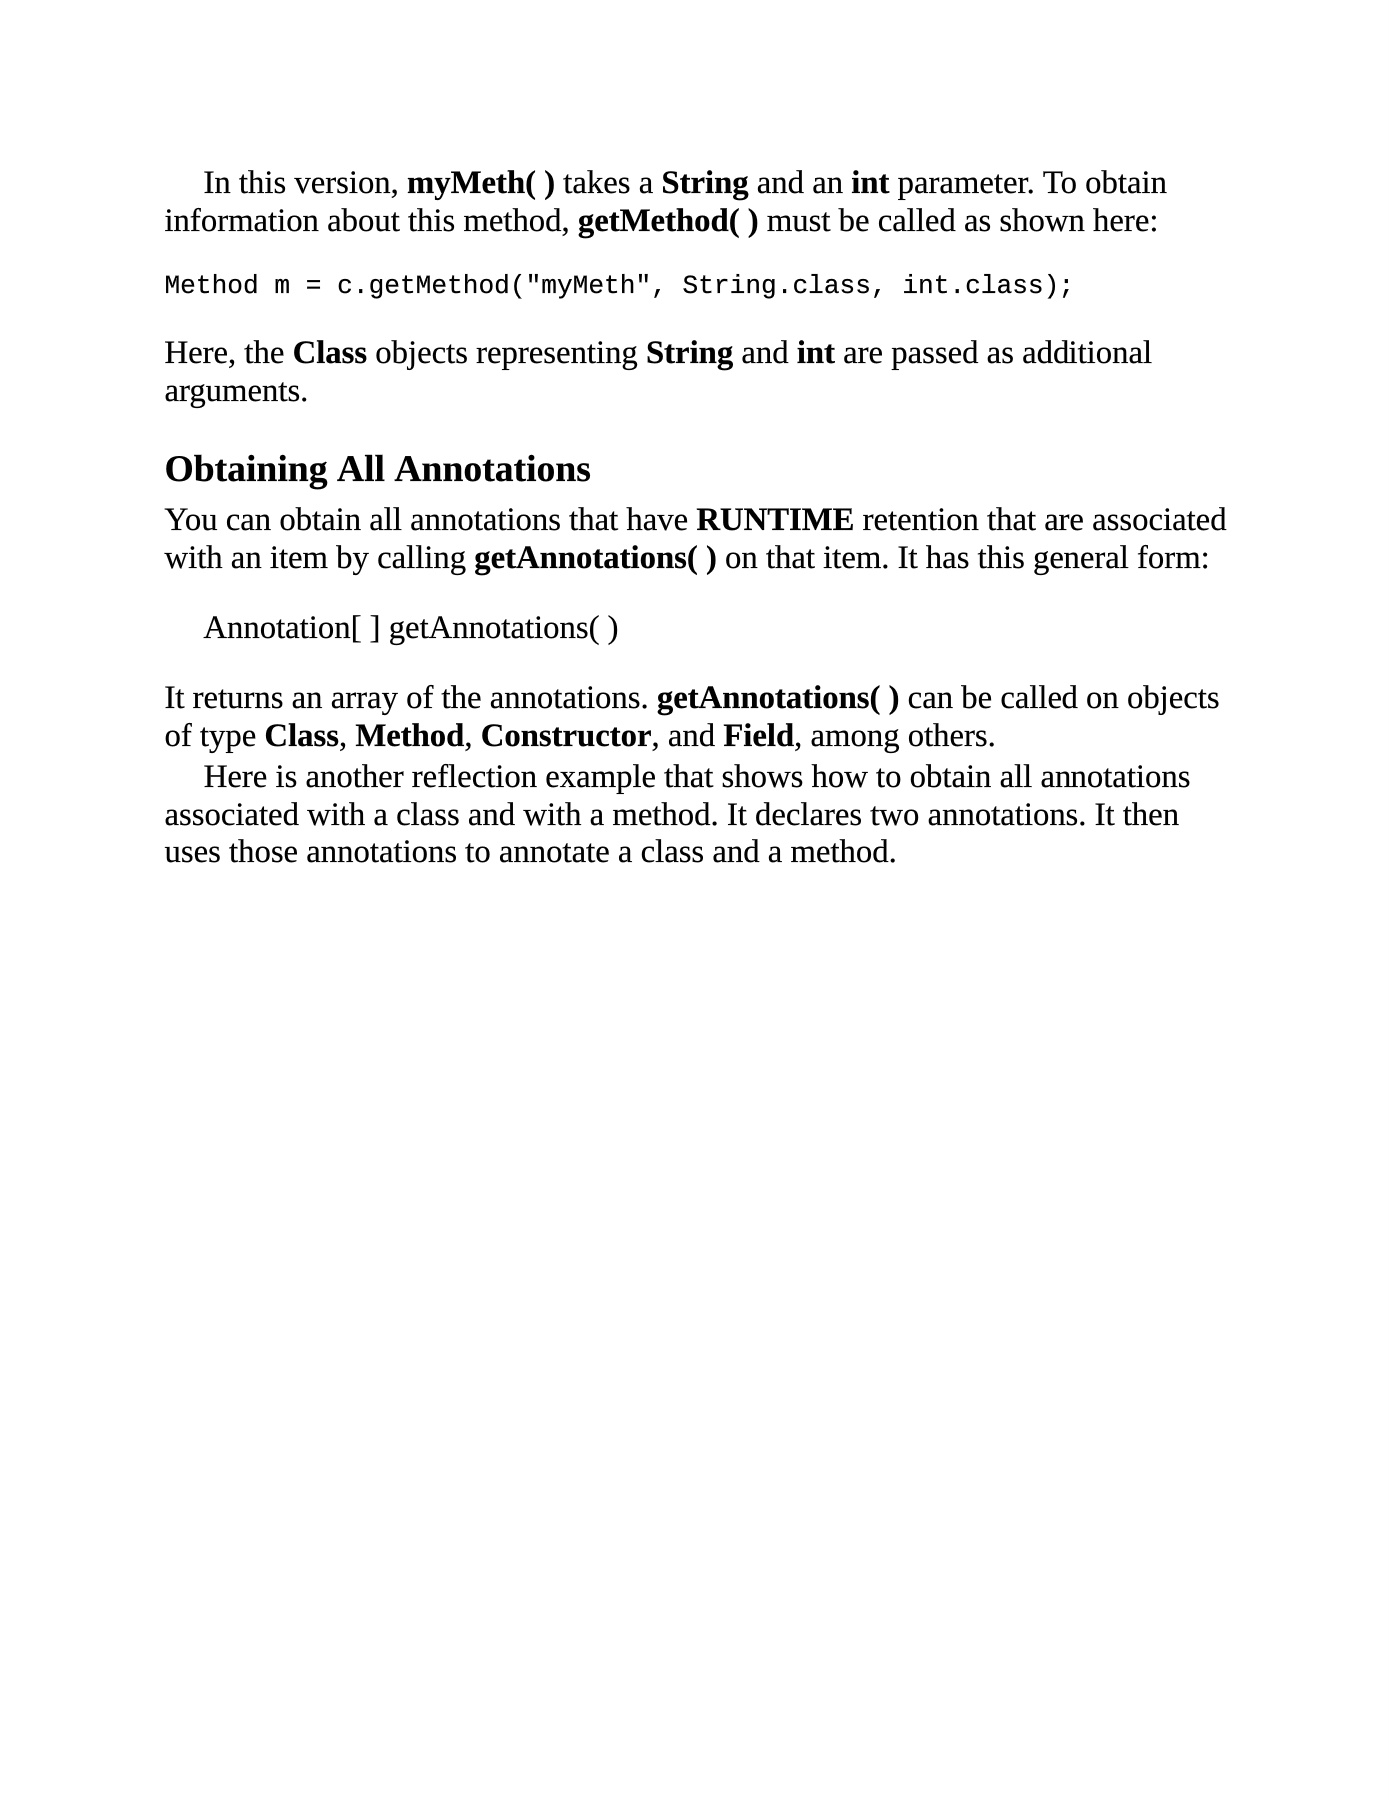 In this version, myMeth( ) takes a String and an int parameter. To obtain
information about this method, getMethod( ) must be called as shown here:
Method m = c.getMethod("myMeth", String.class, int.class);
Here, the Class objects representing String and int are passed as additional
arguments.
Obtaining All Annotations
You can obtain all annotations that have RUNTIME retention that are associated
with an item by calling getAnnotations( ) on that item. It has this general form:
Annotation[ ] getAnnotations( )
It returns an array of the annotations. getAnnotations( ) can be called on objects
of type Class, Method, Constructor, and Field, among others.
Here is another reflection example that shows how to obtain all annotations
associated with a class and with a method. It declares two annotations. It then
uses those annotations to annotate a class and a method.